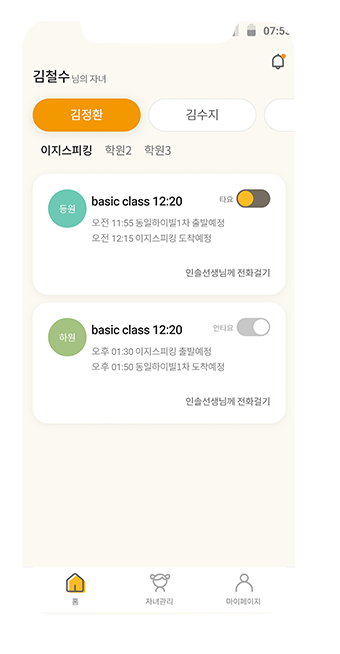 07:5
김철수 님의 자녀
김정환 김수지
이지스피킹 학원2 학원3
등원 basic class 12:20 타요
오전 11:55 동일하이빌1차 출발예정
오전 12:15 이지스피킹 도착예정
인솔선생님께 전화걸기
하원 basic class 12:20 안타요
오후 01:30 이지스피킹 출발예정
오후 01:50 동일하이빌1차 도착예정
인솔선생님께 전화걸기
홈 자녀관리 마이페이지